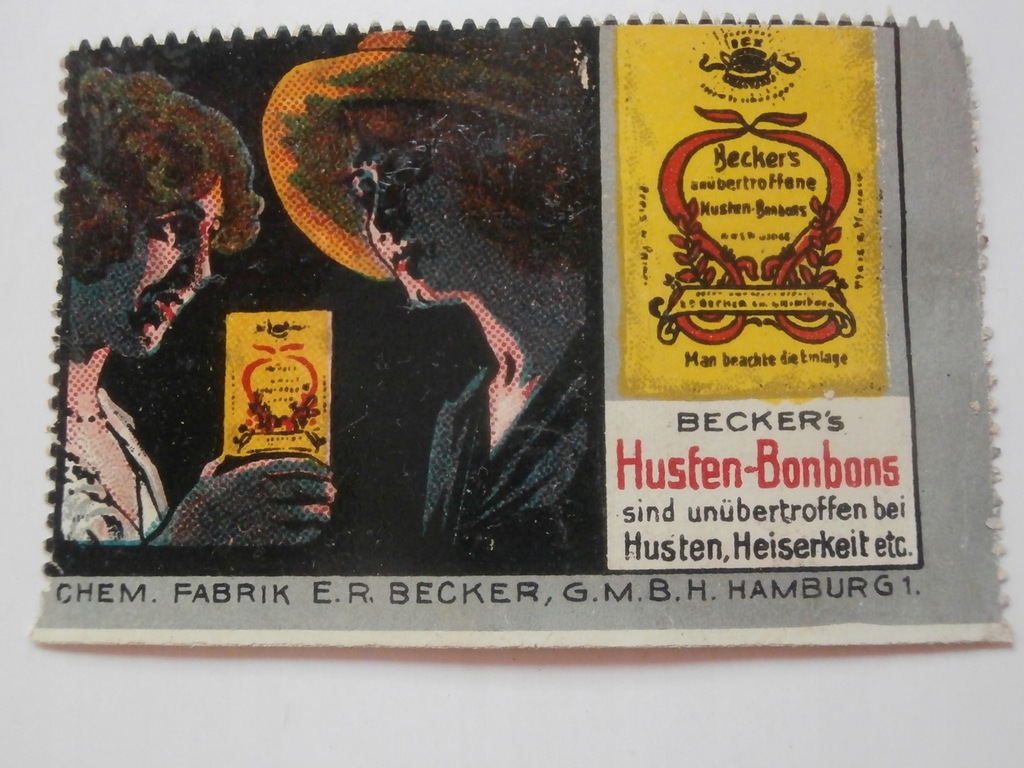 Becker's
unübertroffene
Husten-Bonbons
Man beachte die Einlage
BECKER's
Husten-Bonbons
sind unübertroffen bei
Husten, Heiserkeit etc.
CHEM. FABRIK E.R. BECKER, G.M.B.H. HAMBURG 1.